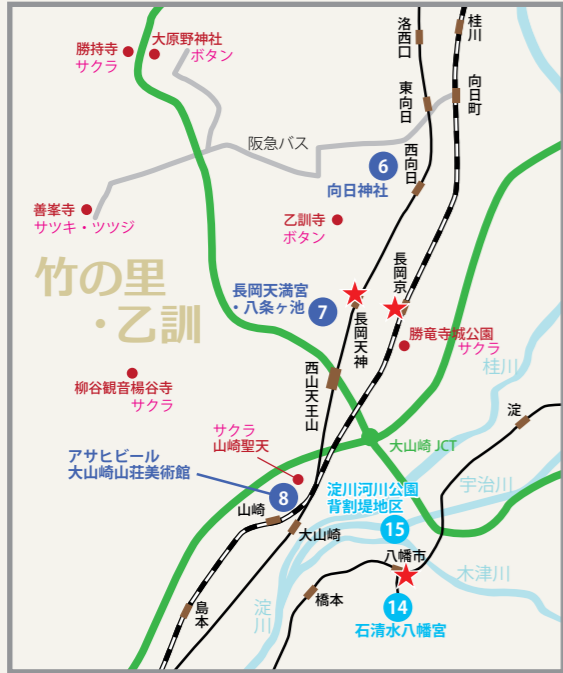 勝持寺
サクラ
大原野神社
ボタン
洛西口
桂川
東向日
向日町
阪急バス
6
向日神社
西向日
善峯寺
サツキ・ツツジ
乙訓寺
ボタン
竹の里
・乙訓
長岡天満宮
・八条ヶ池
7
長岡天神
長岡京
勝竜寺城公園
サクラ
桂川
柳谷観音楊谷寺
サクラ
西山天王山
淀
サクラ
山崎聖天
大山崎JCT
アサヒビール
大山崎山荘美術館
8
淀川河川公園
背割堤地区
15
宇治川
山崎
大山崎
八幡市
木津川
島本
淀川
橋本
14
石清水八幡宮